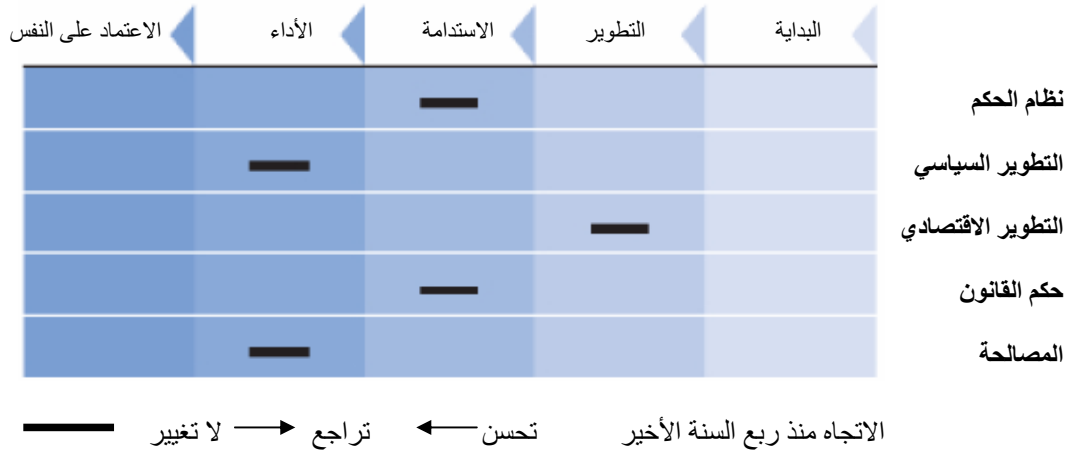 البداية التطوير الاستدامة الأداء الاعتماد على النفس
نظام الحكم
التطوير السياسي
التطوير الاقتصادي
حكم القانون
المصالحة
الاتجاه منذ ربع السنة الأخير تحسن تراجع لا تغيير